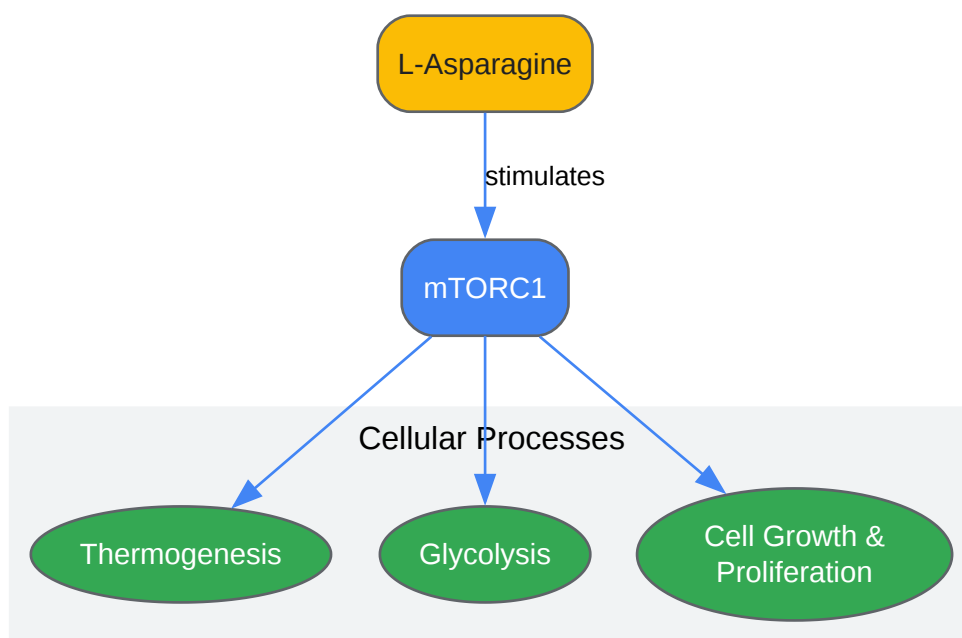 L-Asparagine
stimulates
mTORC1
Cellular Processes
Thermogenesis
Glycolysis
Cell Growth &
Proliferation